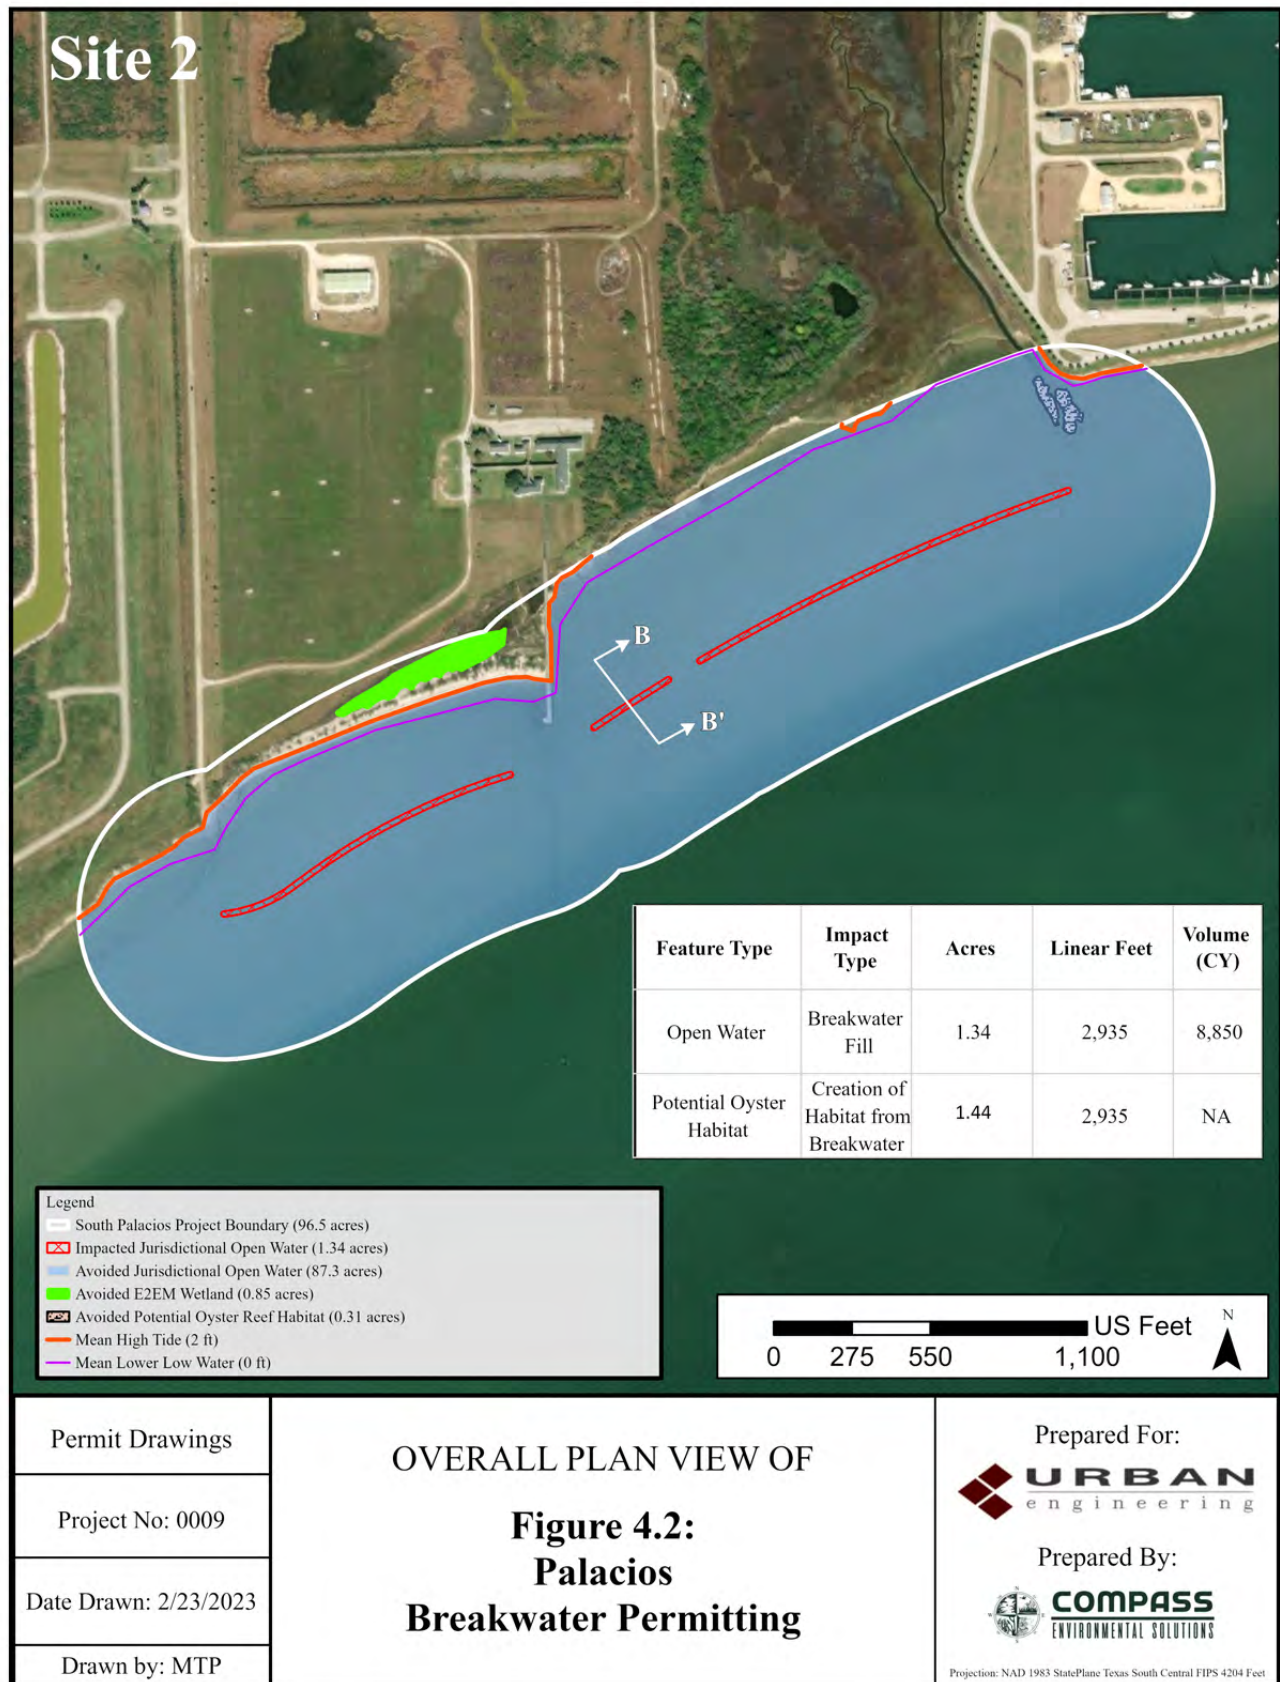 Site 2
B
B'
Feature Type
Impact Type
Acres
Linear Feet
Volume (CY)
Open Water
Breakwater Fill
1.34
2,935
8,850
Potential Oyster Habitat
Creation of Habitat from Breakwater
1.44
2,935
NA
Legend
South Palacios Project Boundary (96.5 acres)
Impacted Jurisdictional Open Water (1.34 acres)
Avoided Jurisdictional Open Water (87.3 acres)
Avoided E2EM Wetland (0.85 acres)
Avoided Potential Oyster Reef Habitat (0.31 acres)
Mean High Tide (2 ft)
Mean Lower Low Water (0 ft)
US Feet
0 275 550 1,100
N
Permit Drawings
Project No: 0009
Date Drawn: 2/23/2023
Drawn by: MTP
OVERALL PLAN VIEW OF
Figure 4.2:
Palacios
Breakwater Permitting
Prepared For:
URBAN
engineering
Prepared By:
COMPASS
ENVIRONMENTAL SOLUTIONS
Projection: NAD 1983 StatePlane Texas South Central FIPS 4204 Feet